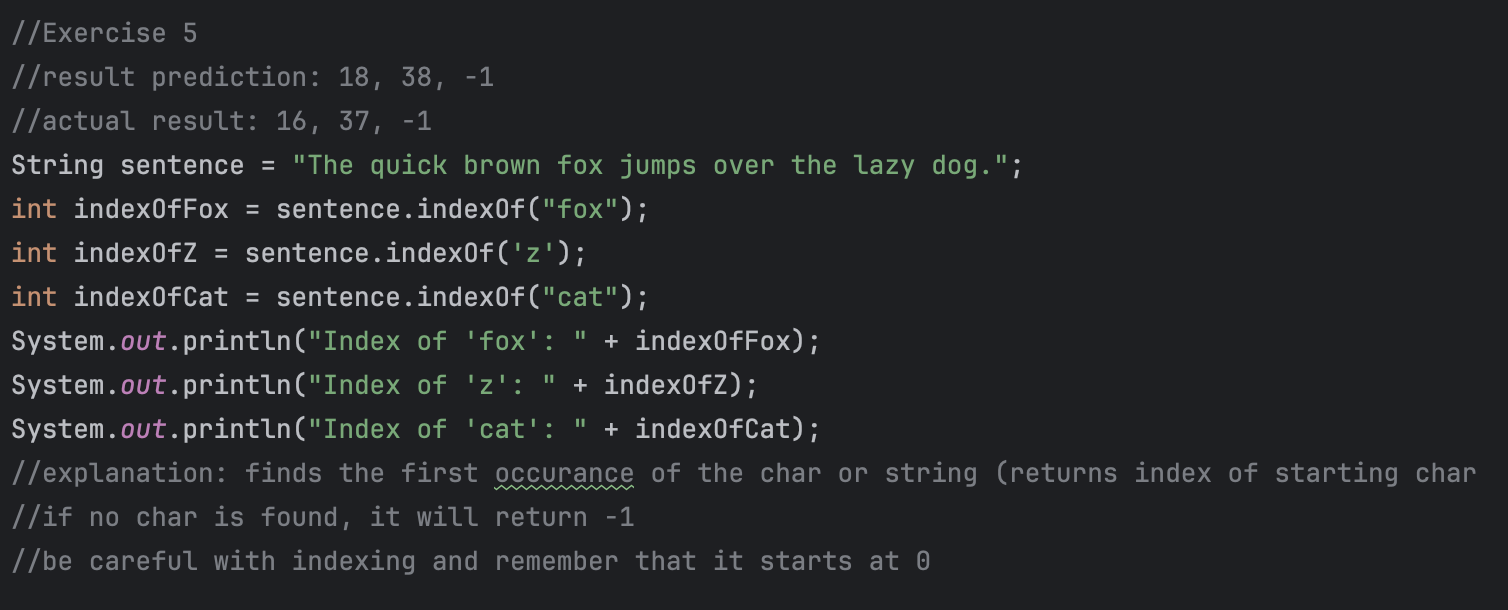 //Exercise 5
//result prediction: 18, 38, -1
//actual result: 16, 37, -1
String sentence = "The quick brown fox jumps over the lazy dog.";
int indexOfFox = sentence.indexOf("fox");
int indexOfZ = sentence.indexOf('z');
int indexOfCat = sentence.indexOf("cat");
System.out.println("Index of 'fox': " + indexOfFox);
System.out.println("Index of 'z': " + indexOfZ);
System.out.println("Index of 'cat': " + indexOfCat);
//explanation: finds the first occurance of the char or string (returns index of starting char
//if no char is found, it will return -1
//be careful with indexing and remember that it starts at 0